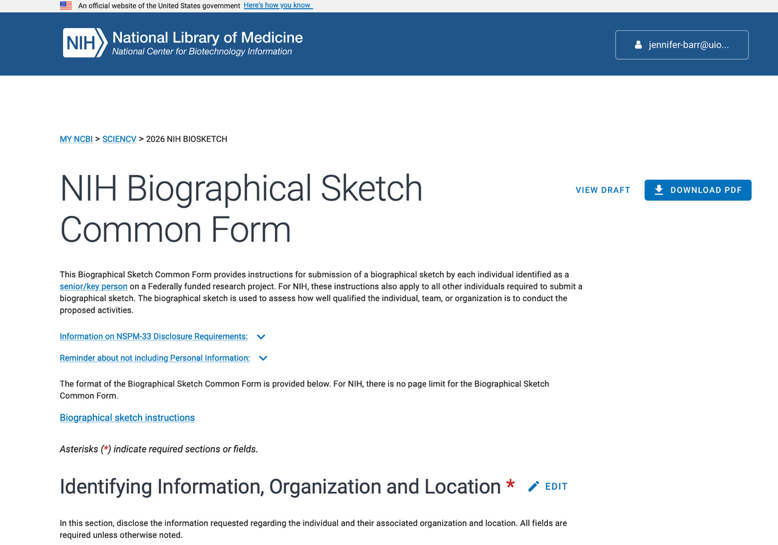 An official website of the United States government Here's how you know
NIH National Library of Medicine
National Center for Biotechnology Information
jennifer-barr@uio...
MY NCBI > SCIENCV > 2026 NIH BIOSKETCH
NIH Biographical Sketch
Common Form
VIEW DRAFT
DOWNLOAD PDF
This Biographical Sketch Common Form provides instructions for submission of a biographical sketch by each individual identified as a
senior/key person on a Federally funded research project. For NIH, these instructions also apply to all other individuals required to submit a
biographical sketch. The biographical sketch is used to assess how well qualified the individual, team, or organization is to conduct the
proposed activities.
Information on NSPM-33 Disclosure Requirements:
Reminder about not including Personal Information:
The format of the Biographical Sketch Common Form is provided below. For NIH, there is no page limit for the Biographical Sketch
Common Form.
Biographical sketch instructions
Asterisks (*) indicate required sections or fields.
Identifying Information, Organization and Location * EDIT
In this section, disclose the information requested regarding the individual and their associated organization and location. All fields are
required unless otherwise noted.